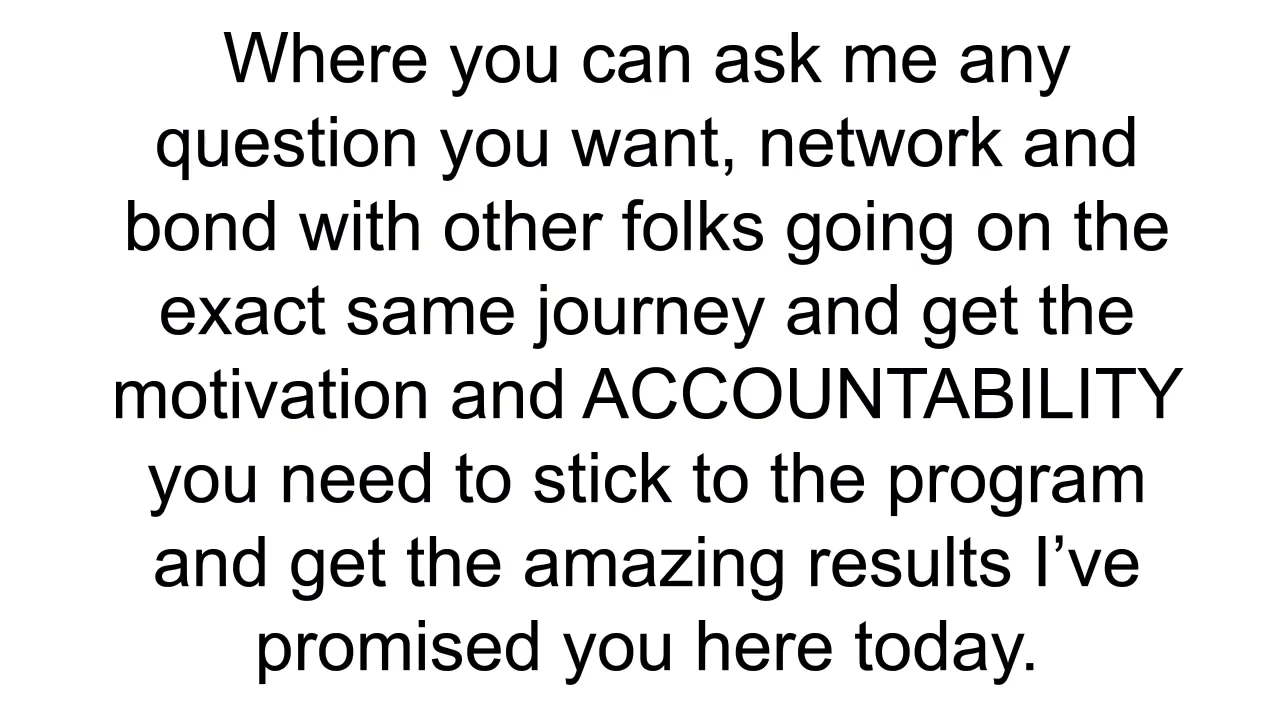 Where you can ask me any
question you want, network and
bond with other folks going on the
exact same journey and get the
motivation and ACCOUNTABILITY
you need to stick to the program
and get the amazing results I’ve
promised you here today.